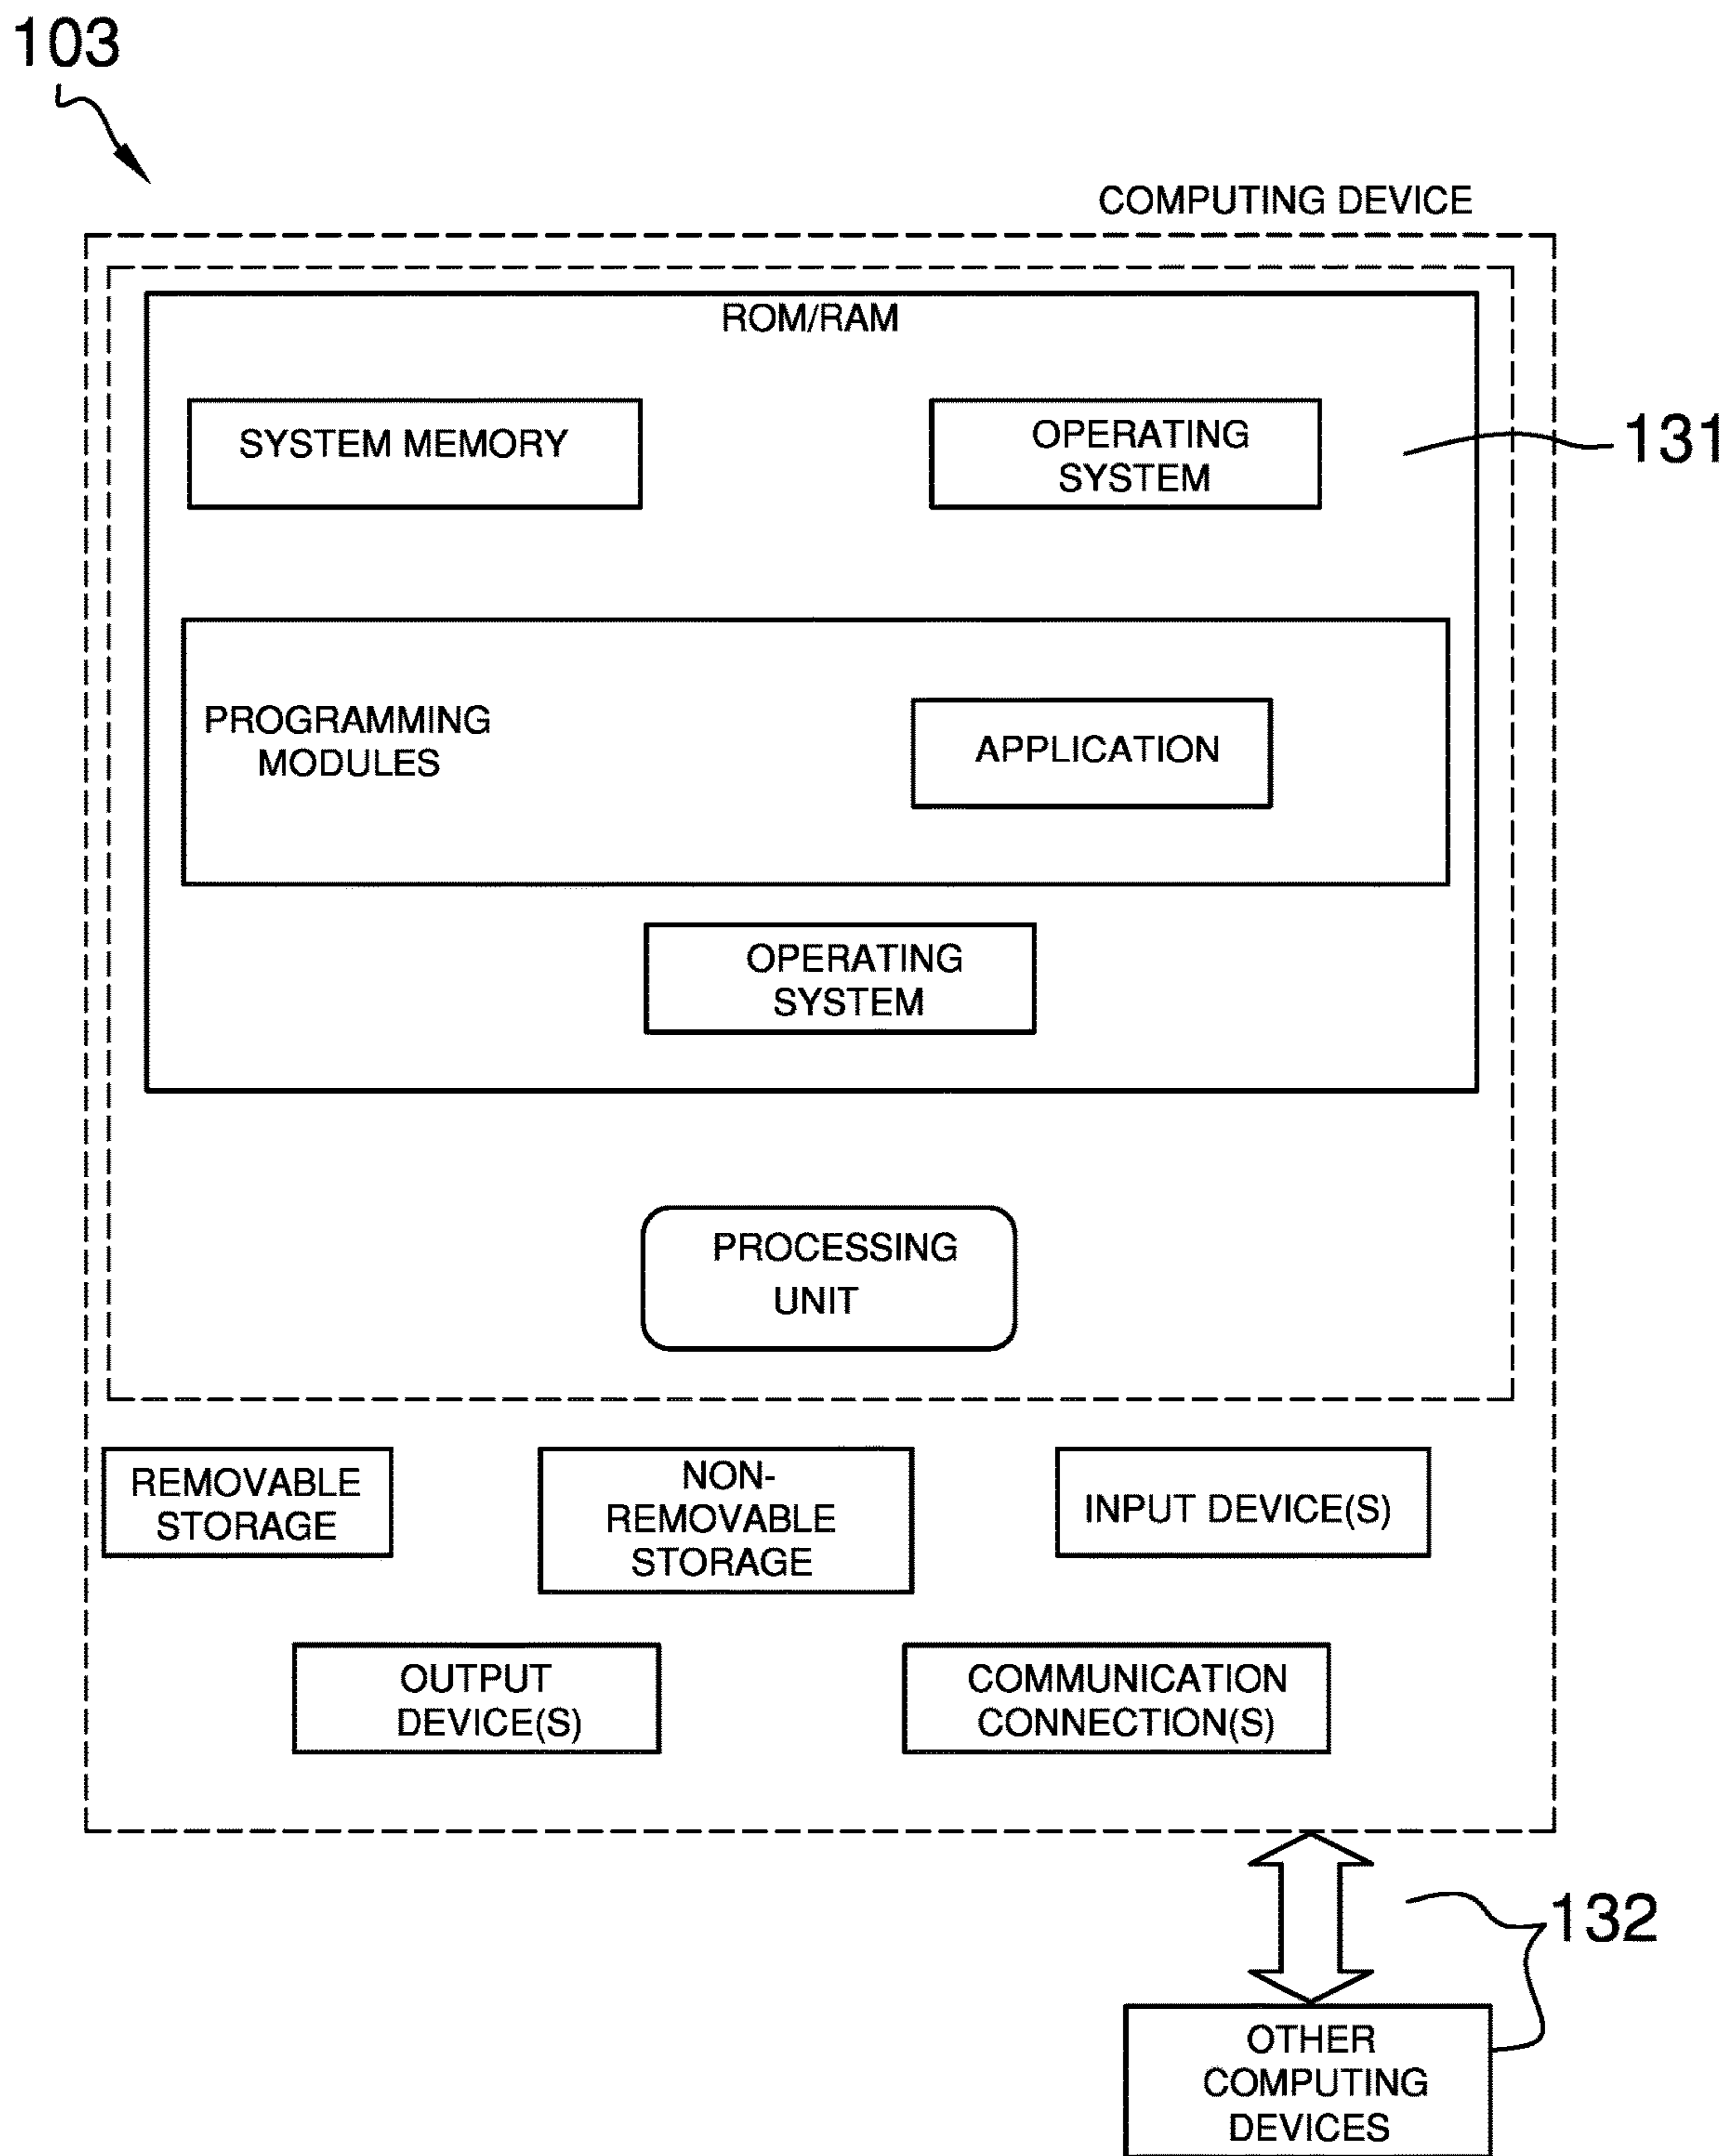 103
COMPUTING DEVICE
ROM/RAM
SYSTEM MEMORY
OPERATING
SYSTEM
131
PROGRAMMING
MODULES
APPLICATION
OPERATING
SYSTEM
PROCESSING
UNIT
REMOVABLE
STORAGE
NON-
REMOVABLE
STORAGE
INPUT DEVICE(S)
OUTPUT
DEVICE(S)
COMMUNICATION
CONNECTION(S)
132
OTHER
COMPUTING
DEVICES